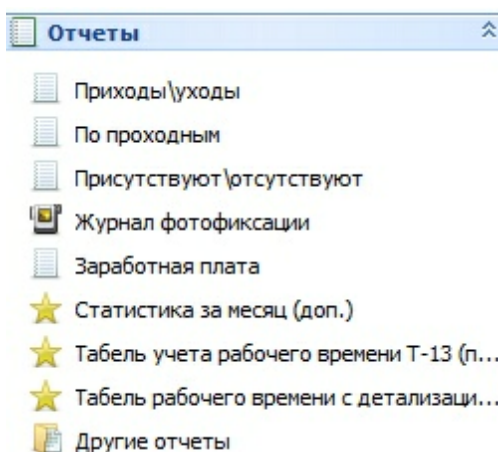 Отчеты
Приходы\уходы
По проходным
Присутствуют\отсутствуют
Журнал фотофиксации
Заработная плата
Статистика за месяц (доп.)
Табель учета рабочего времени Т-13 (п...
Табель рабочего времени с детализаци...
Другие отчеты